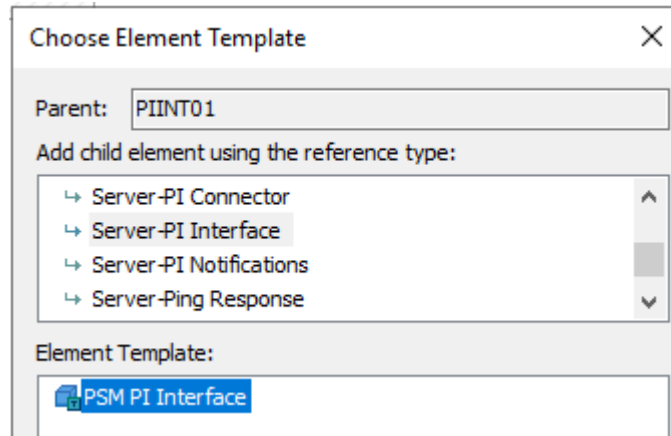 Choose Element Template
Parent: PIINT01
Add child element using the reference type:
Server-PI Connector
Server-PI Interface
Server-PI Notifications
Server-Ping Response
Element Template:
PSM PI Interface